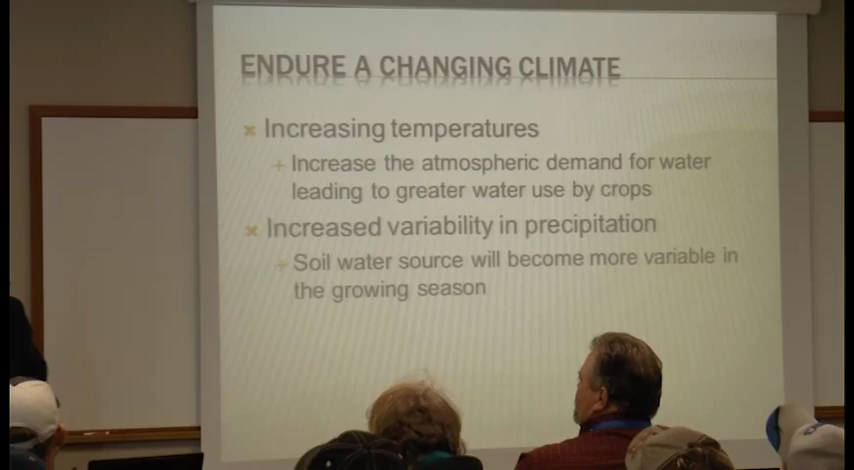 ENDURE A CHANGING CLIMATE
Increasing temperatures
Increase the atmospheric demand for water
leading to greater water use by crops
Increased variability in precipitation
Soil water source will become more variable in
the growing season